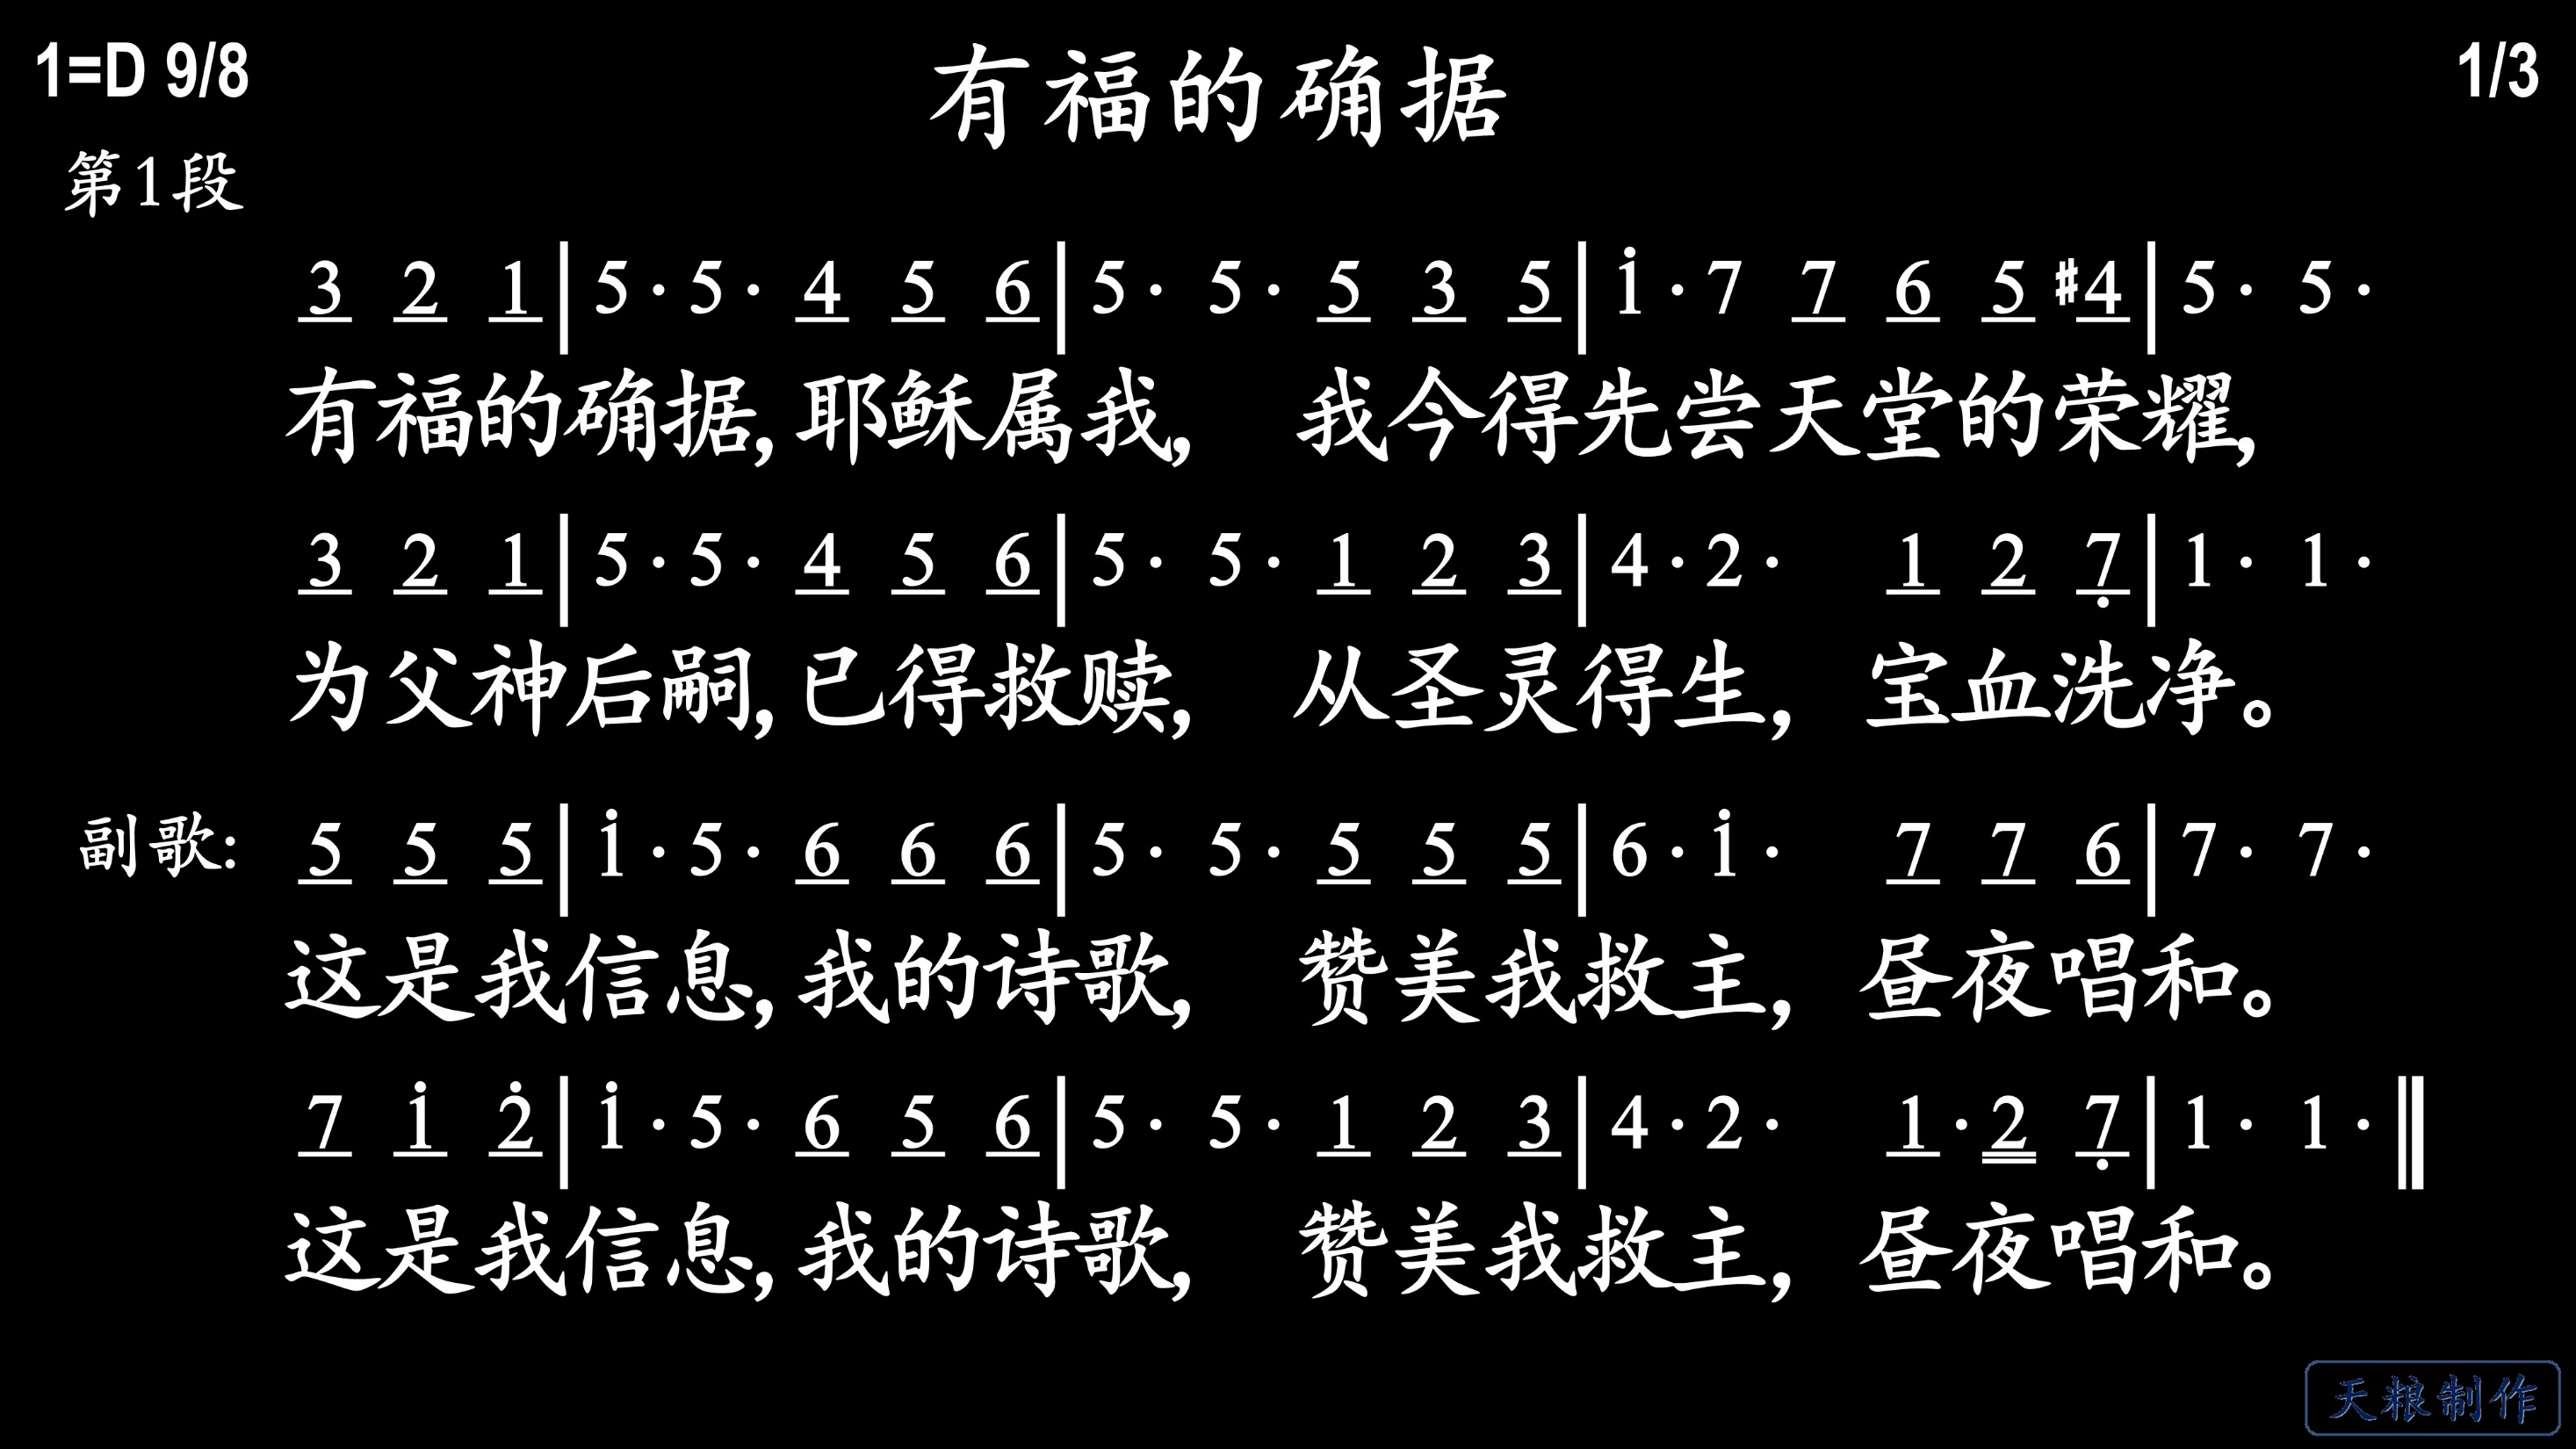 1=D 9/8 有福的确据 1/3
第1段
3 2 1 | 5 · 5 · 4 5 6 | 5 · 5 · 5 3 5 | i · 7 7 6 5 #4 | 5 · 5 ·
有福的确据, 耶稣属我, 我今得先尝天堂的荣耀,
3 2 1 | 5 · 5 · 4 5 6 | 5 · 5 · 1 2 3 | 4 · 2 · 1 2 7̣ | 1 · 1 ·
为父神后嗣, 已得救赎, 从圣灵得生, 宝血洗净。
副歌: 5 5 5 | i · 5 · 6 6 6 | 5 · 5 · 5 5 5 | 6 · i · 7 7 6 | 7 · 7 ·
这是我信息, 我的诗歌, 赞美我救主, 昼夜唱和。
7 i 2̇ | i · 5 · 6 5 6 | 5 · 5 · 1 2 3 | 4 · 2 · 1 · 2 7̣ | 1 · 1 · ‖
这是我信息, 我的诗歌, 赞美我救主, 昼夜唱和。
天粮制作